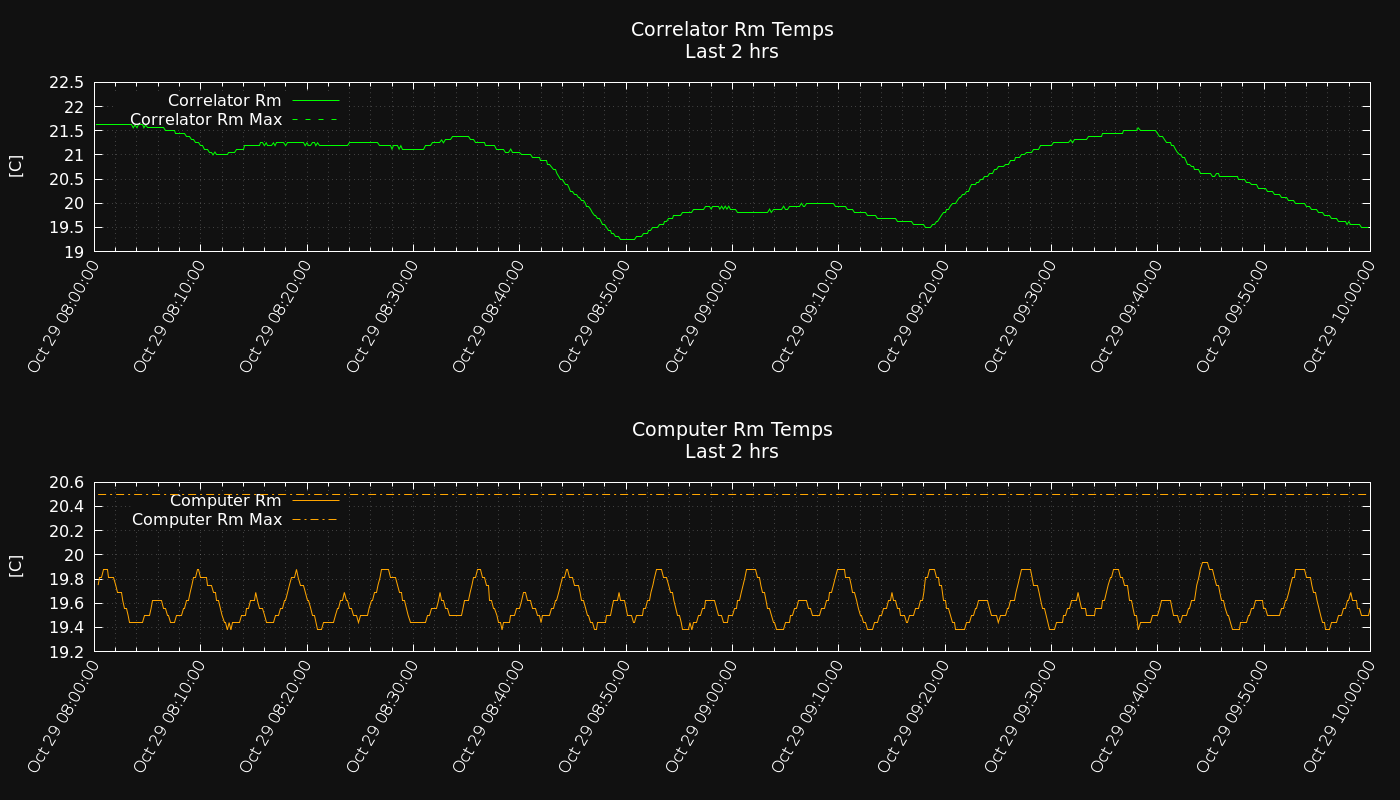 Correlator Rm Temps
Last 2 hrs
[C]
22.5
22
21.5
21
20.5
20
19.5
19
Correlator Rm
Correlator Rm Max
Oct 29 08:00:00
Oct 29 08:10:00
Oct 29 08:20:00
Oct 29 08:30:00
Oct 29 08:40:00
Oct 29 08:50:00
Oct 29 09:00:00
Oct 29 09:10:00
Oct 29 09:20:00
Oct 29 09:30:00
Oct 29 09:40:00
Oct 29 09:50:00
Oct 29 10:00:00
Computer Rm Temps
Last 2 hrs
[C]
20.6
20.4
20.2
20
19.8
19.6
19.4
19.2
Computer Rm
Computer Rm Max
Oct 29 08:00:00
Oct 29 08:10:00
Oct 29 08:20:00
Oct 29 08:30:00
Oct 29 08:40:00
Oct 29 08:50:00
Oct 29 09:00:00
Oct 29 09:10:00
Oct 29 09:20:00
Oct 29 09:30:00
Oct 29 09:40:00
Oct 29 09:50:00
Oct 29 10:00:00